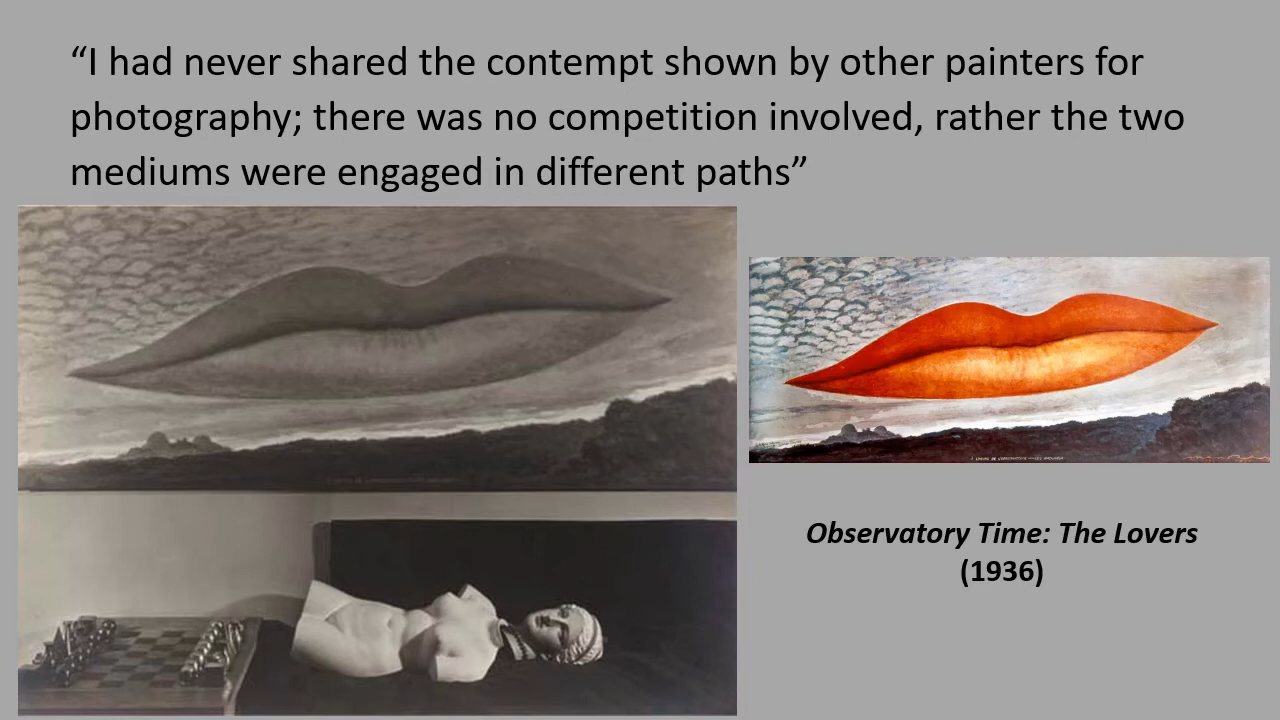 “I had never shared the contempt shown by other painters for
photography; there was no competition involved, rather the two
mediums were engaged in different paths”
Observatory Time: The Lovers
(1936)